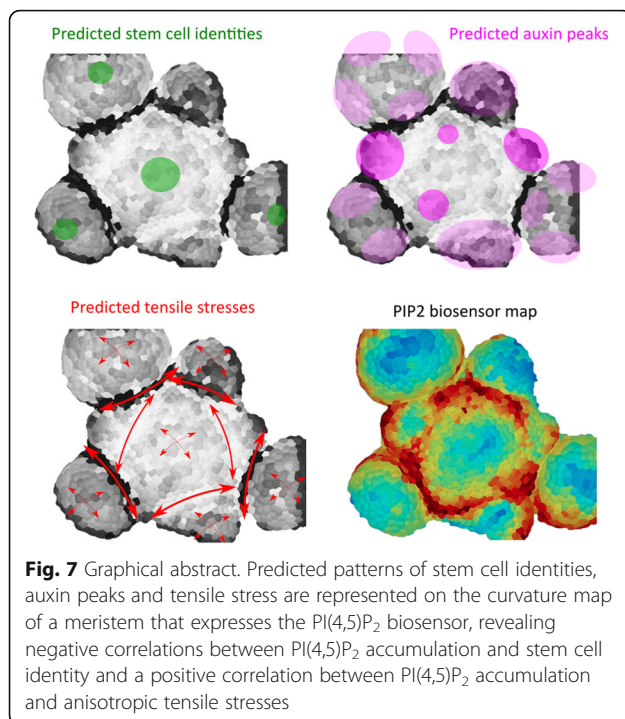 Predicted stem cell identities
Predicted auxin peaks
Predicted tensile stresses
PIP2 biosensor map
Fig. 7 Graphical abstract. Predicted patterns of stem cell identities,
auxin peaks and tensile stress are represented on the curvature map
of a meristem that expresses the PI(4,5)P₂ biosensor, revealing
negative correlations between PI(4,5)P₂ accumulation and stem cell
identity and a positive correlation between PI(4,5)P₂ accumulation
and anisotropic tensile stresses